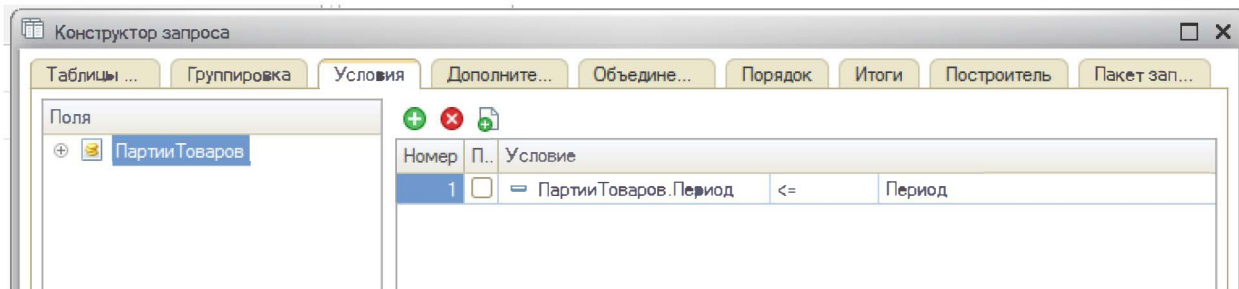 Конструктор запроса
Таблицы ... Группировка Условия Дополните... Объедине... Порядок Итоги Построитель Пакет зап...
Поля
ПартииТоваров
Номер П.. Условие
1 ПартииТоваров.Период <= Период